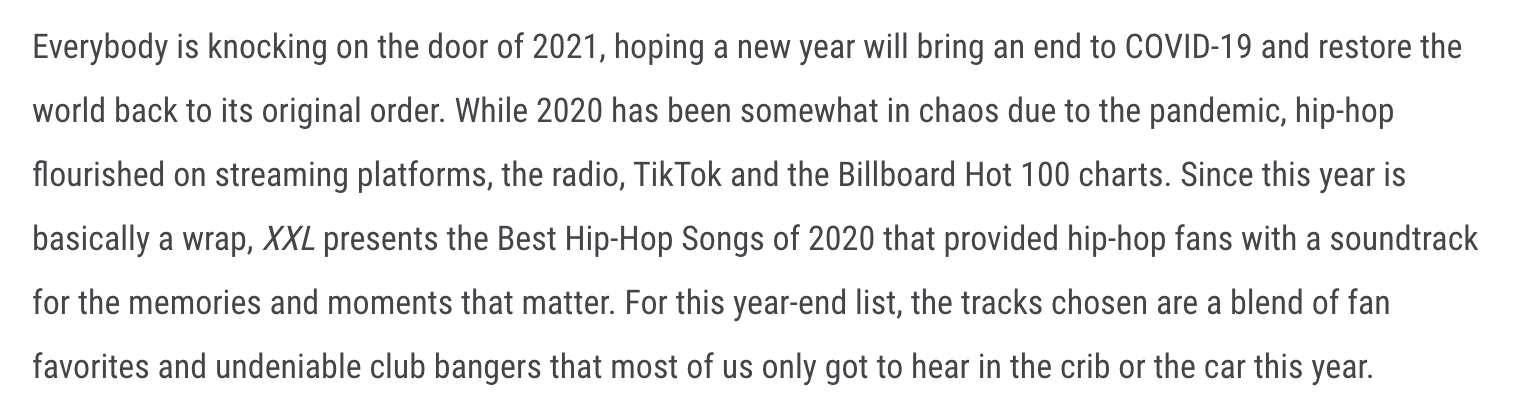 Everybody is knocking on the door of 2021, hoping a new year will bring an end to COVID-19 and restore the
world back to its original order. While 2020 has been somewhat in chaos due to the pandemic, hip-hop
flourished on streaming platforms, the radio, TikTok and the Billboard Hot 100 charts. Since this year is
basically a wrap, XXL presents the Best Hip-Hop Songs of 2020 that provided hip-hop fans with a soundtrack
for the memories and moments that matter. For this year-end list, the tracks chosen are a blend of fan
favorites and undeniable club bangers that most of us only got to hear in the crib or the car this year.